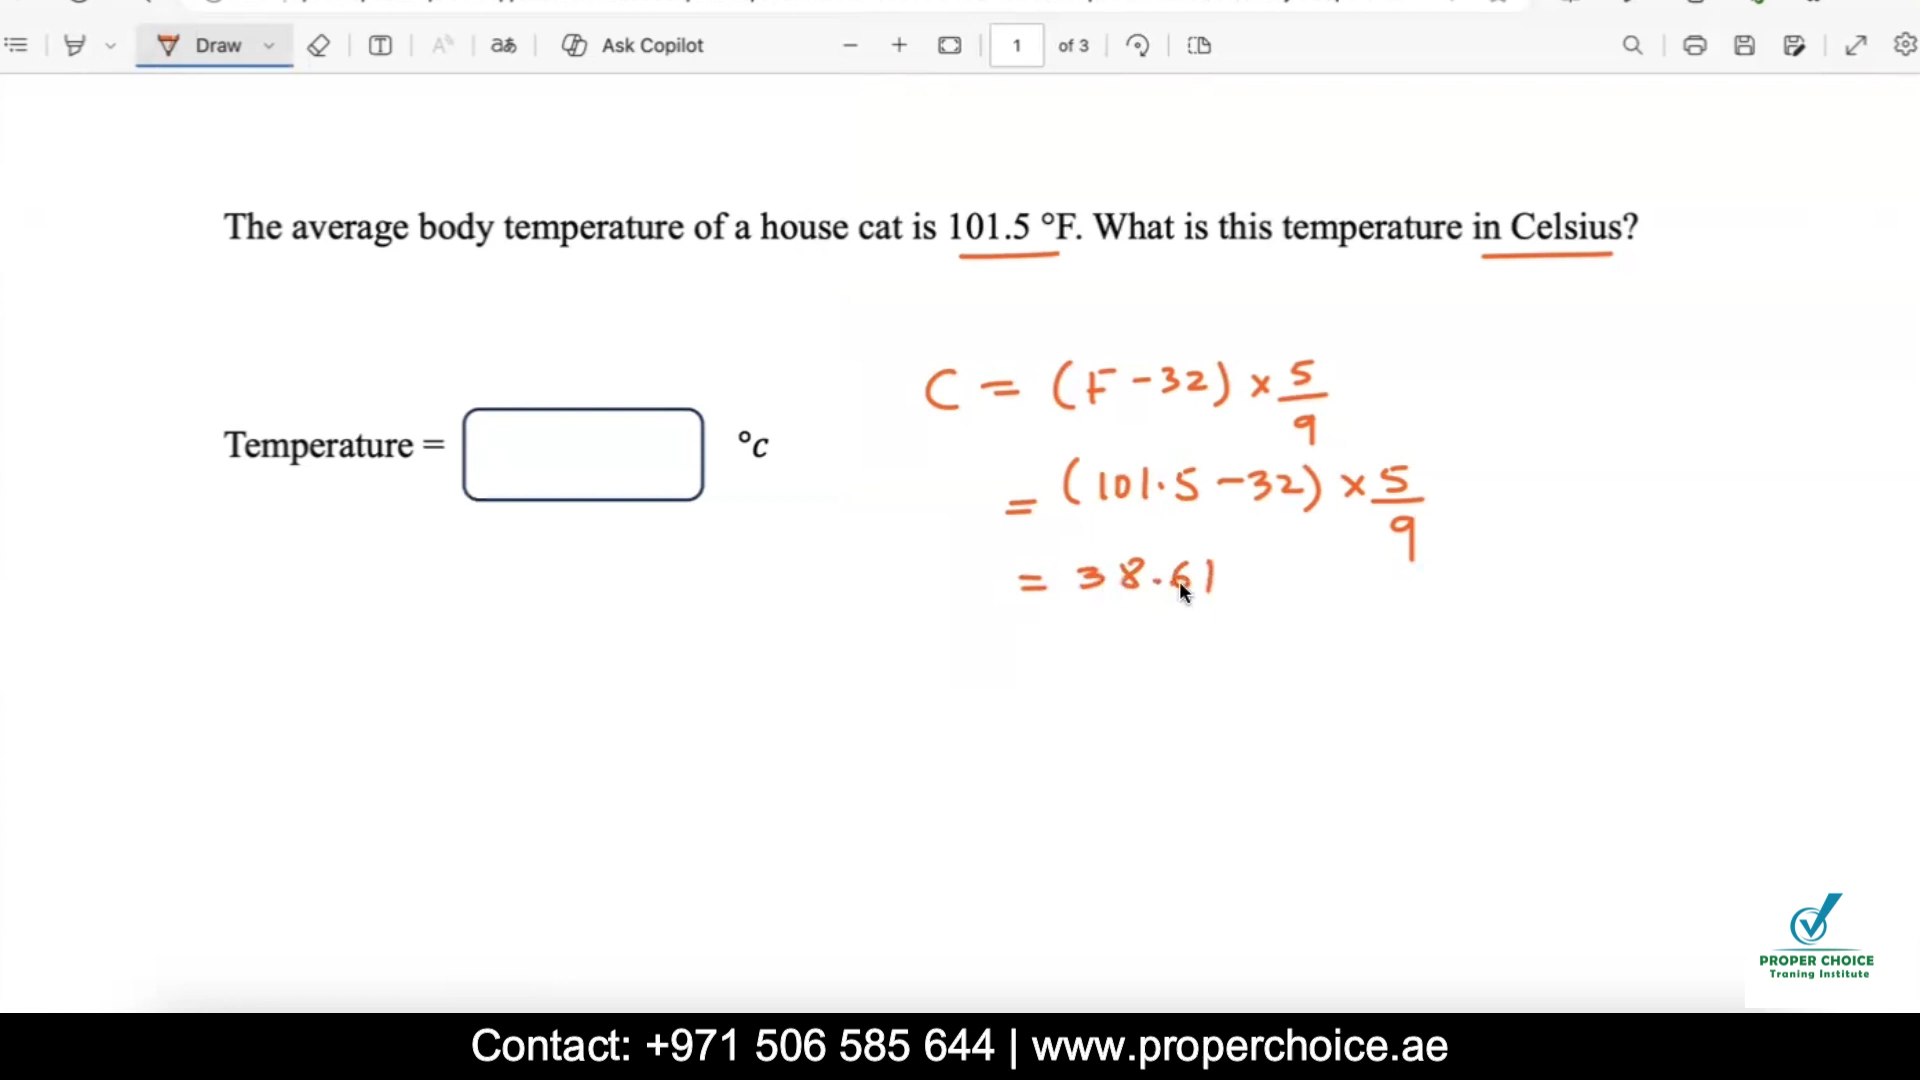 Draw
Ask Copilot
1 of 3
The average body temperature of a house cat is 101.5 °F. What is this temperature in Celsius?
C = (F - 32) × 5/9
Temperature = °c
= (101.5 - 32) × 5/9
= 38.61
PROPER CHOICE
Traning Institute
Contact: +971 506 585 644 | www.properchoice.ae